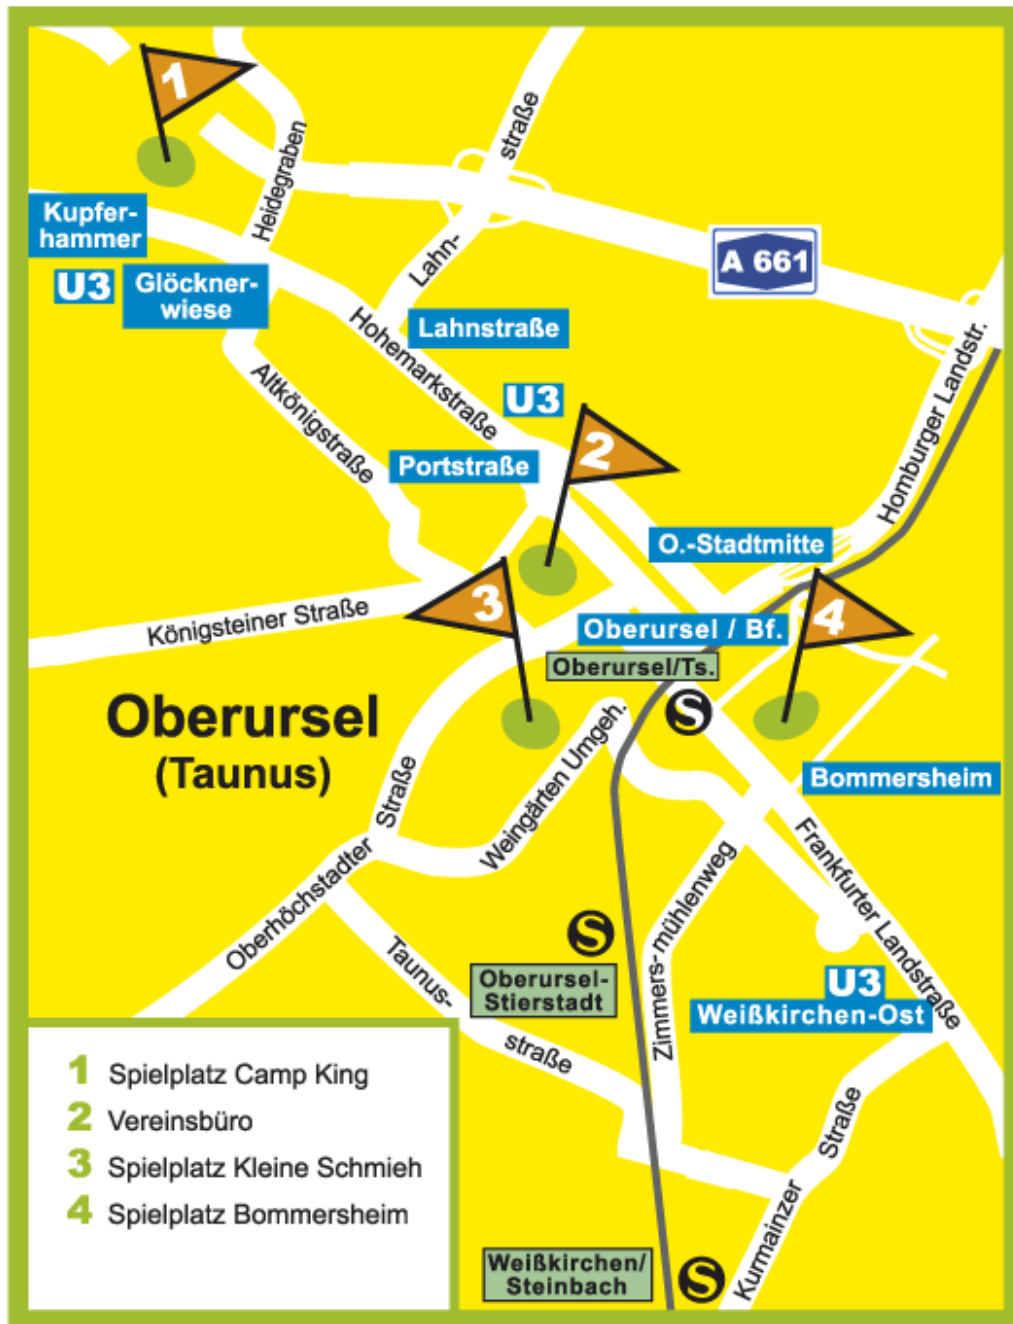 1
Heidegraben
straße
Lahn-
Kupfer-
hammer
U3
Glöckner-
wiese
A 661
Lahnstraße
Hohemarkstraße
U3
Altkönigstraße
Portstraße
2
Homburger Landstr.
O.-Stadtmitte
Königsteiner Straße
3
4
Oberursel / Bf.
Oberursel/Ts.
S
Oberursel
(Taunus)
Weingärten Umgeh.
Bommersheim
Oberhöchstadter
Straße
Frankfurter Landstraße
Zimmers-mühlenweg
Taunus-
straße
S
Oberursel-
Stierstadt
U3
Weißkirchen-Ost
Kurmainzer
Straße
Weißkirchen/
Steinbach
S
1 Spielplatz Camp King
2 Vereinsbüro
3 Spielplatz Kleine Schmieh
4 Spielplatz Bommersheim